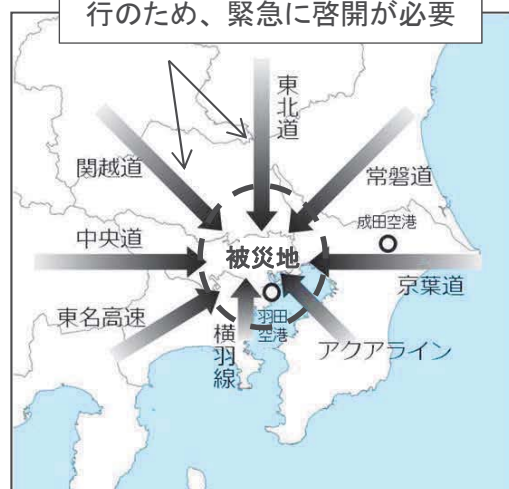 行のため、緊急に啓開が必要
東北道
関越道
常磐道
成田空港
中央道
被災地
京葉道
東名高速
羽田
空港
横羽線
アクアライン